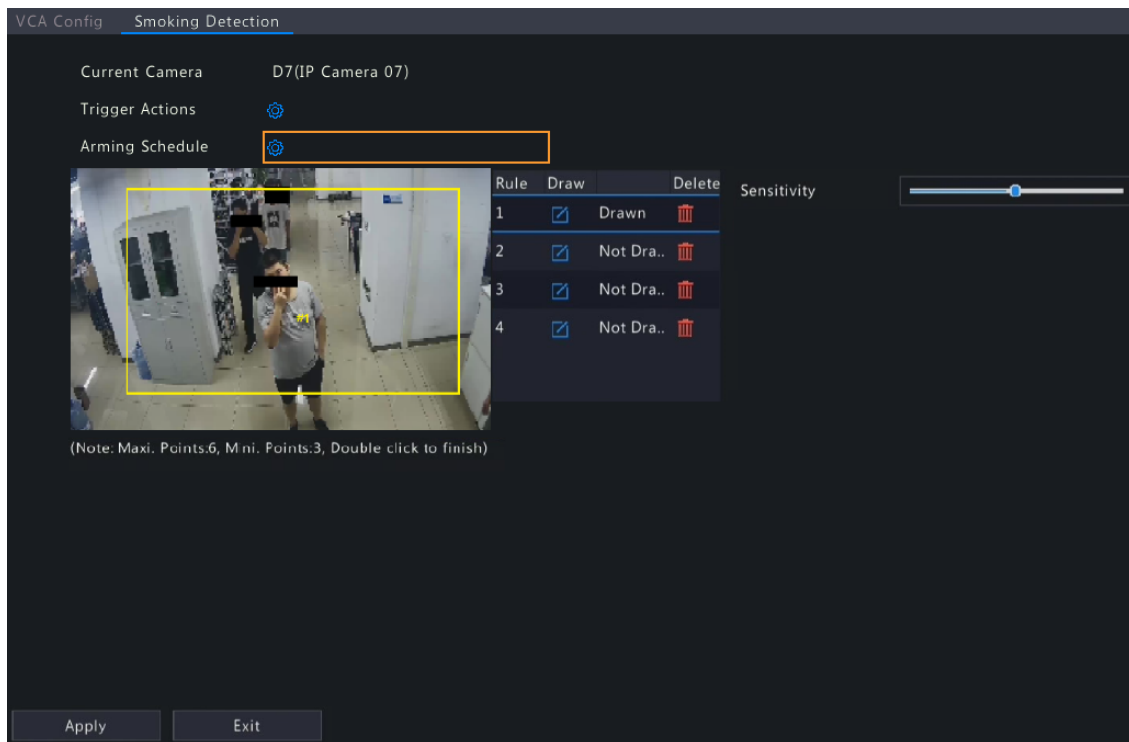 VCA Config Smoking Detection
Current Camera D7(IP Camera 07)
Trigger Actions
Arming Schedule
Rule Draw Delete
Sensitivity
1 Drawn
2 Not Dra..
3 Not Dra..
4 Not Dra..
#1
(Note: Maxi. Points:6, Mini. Points:3, Double click to finish)
Apply Exit